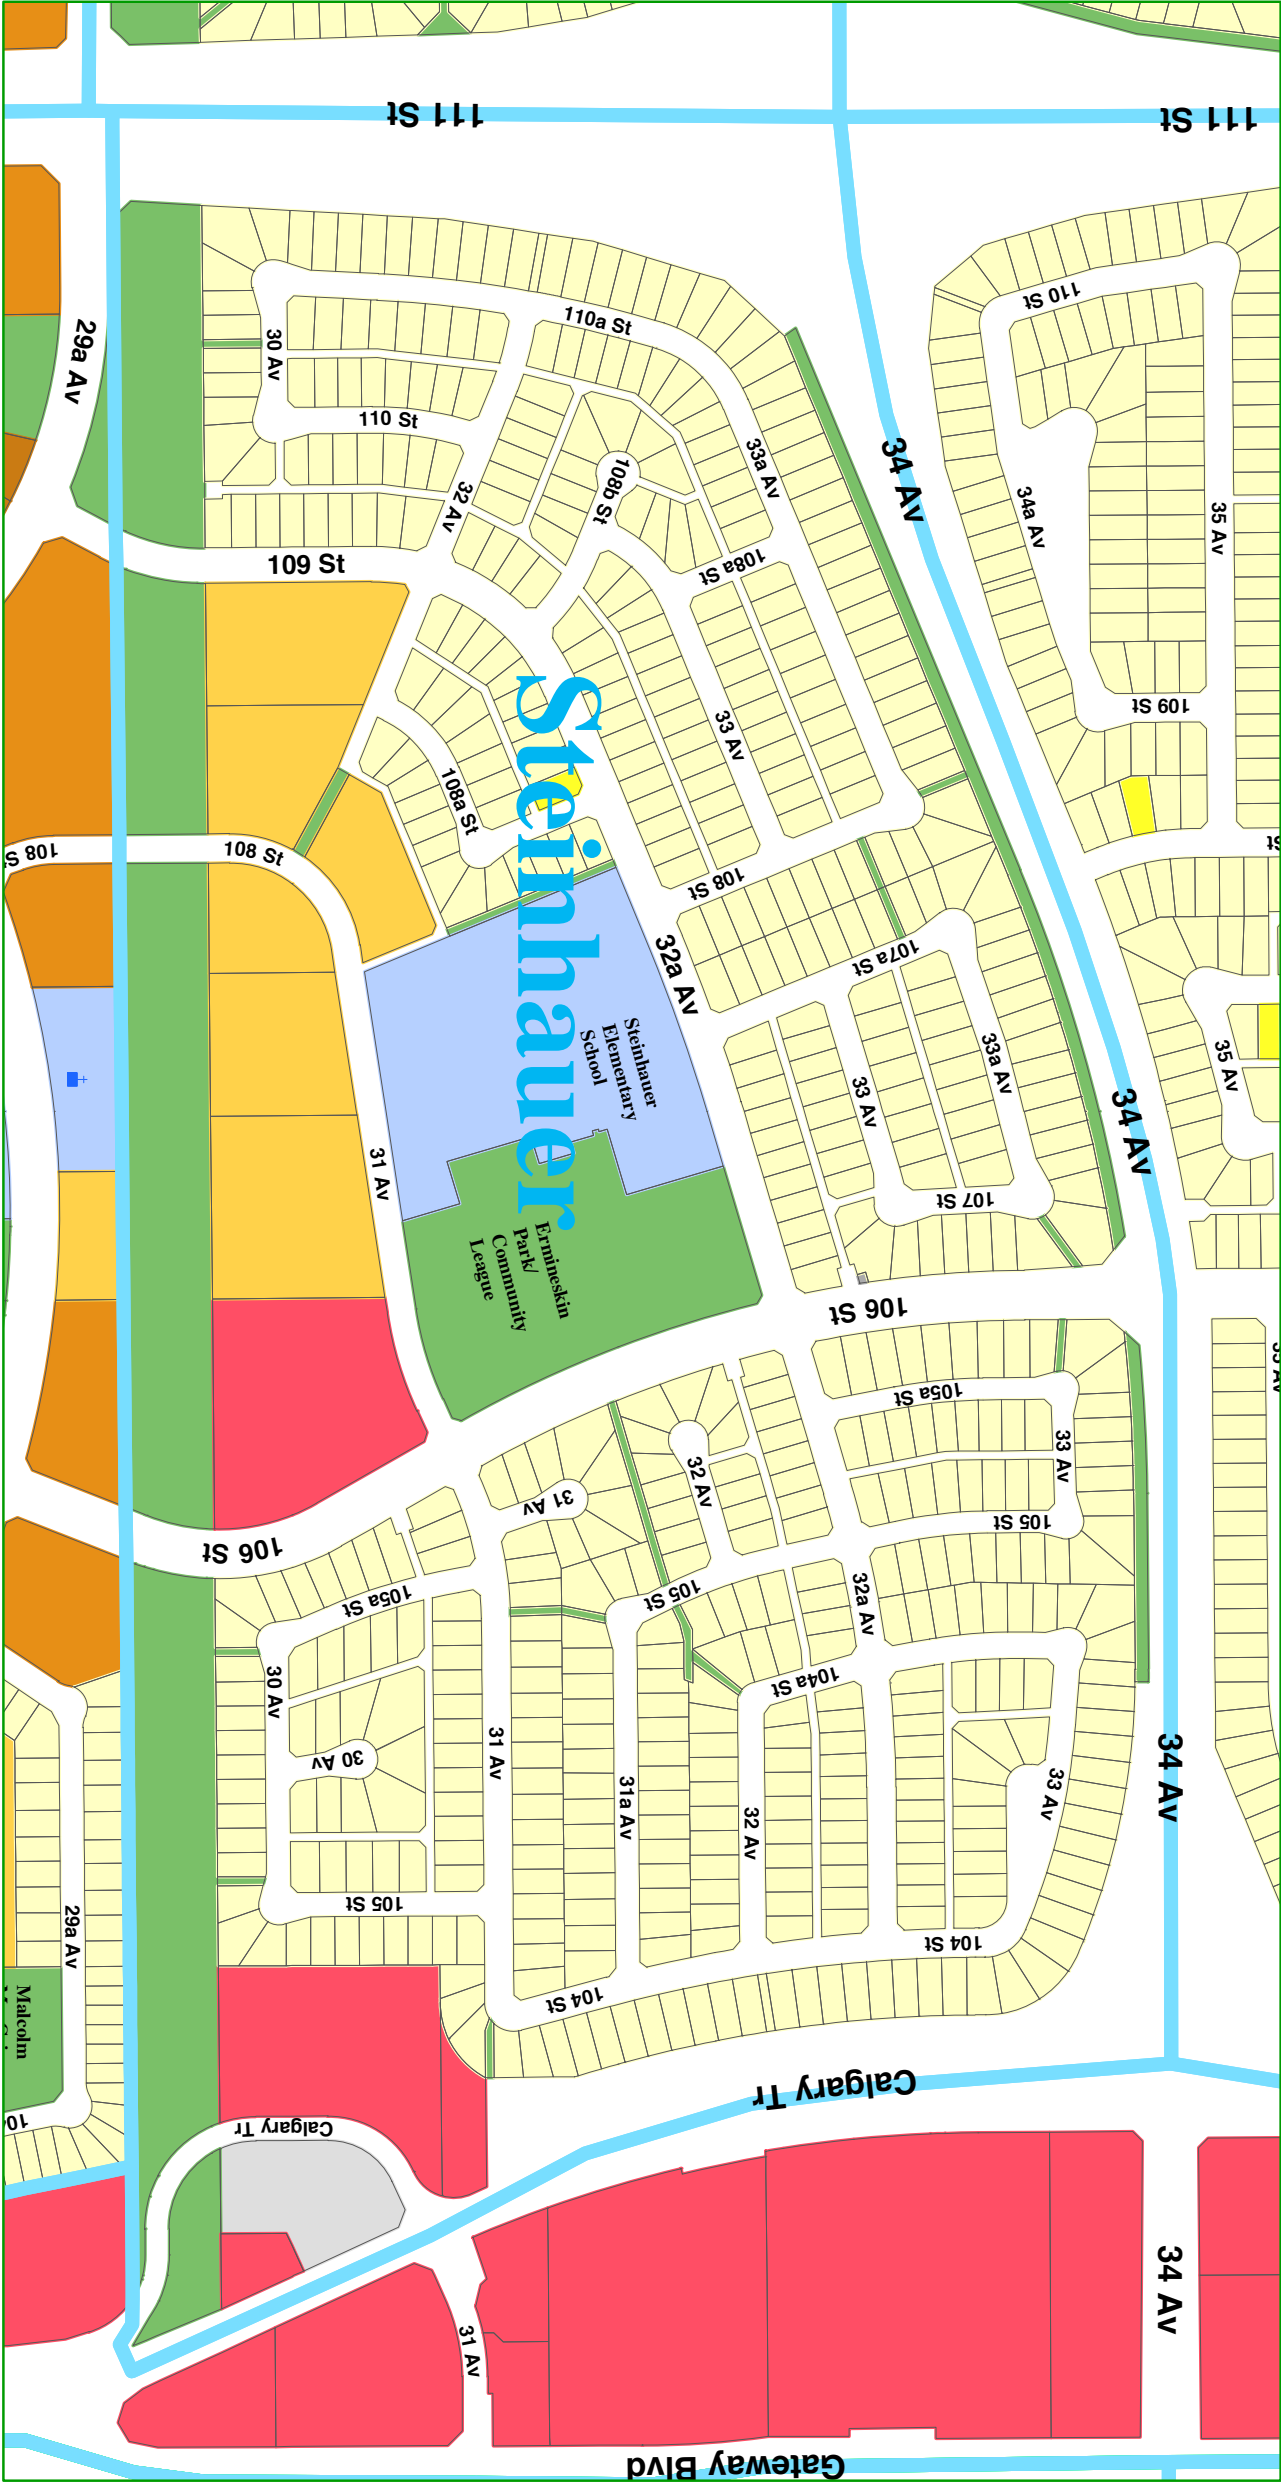 111 St
111 St
110 St
110a St
29a Av
30 Av
110 St
33a Av
34 Av
108b St
32 Av
34a Av
35 Av
109 St
108a St
109 St
33 Av
Steinhauer
108a St
108 S
108 St
St
108 St
32a Av
107a St
Steinhauer
Elementary
School
33a Av
35 Av
33 Av
34 Av
31 Av
107 St
Ermineskin
Park/
Community
League
106 St
105a St
33 Av
33 Av
32 Av
31 Av
105 St
106 St
105a St
105 St
32a Av
30 Av
104a St
31 Av
30 Av
31a Av
32 Av
33 Av
34 Av
105 St
29a Av
104 St
104 St
Malcolm
Calgary Tr
104
Calgary Tr
34 Av
31 Av
Gateway Blvd